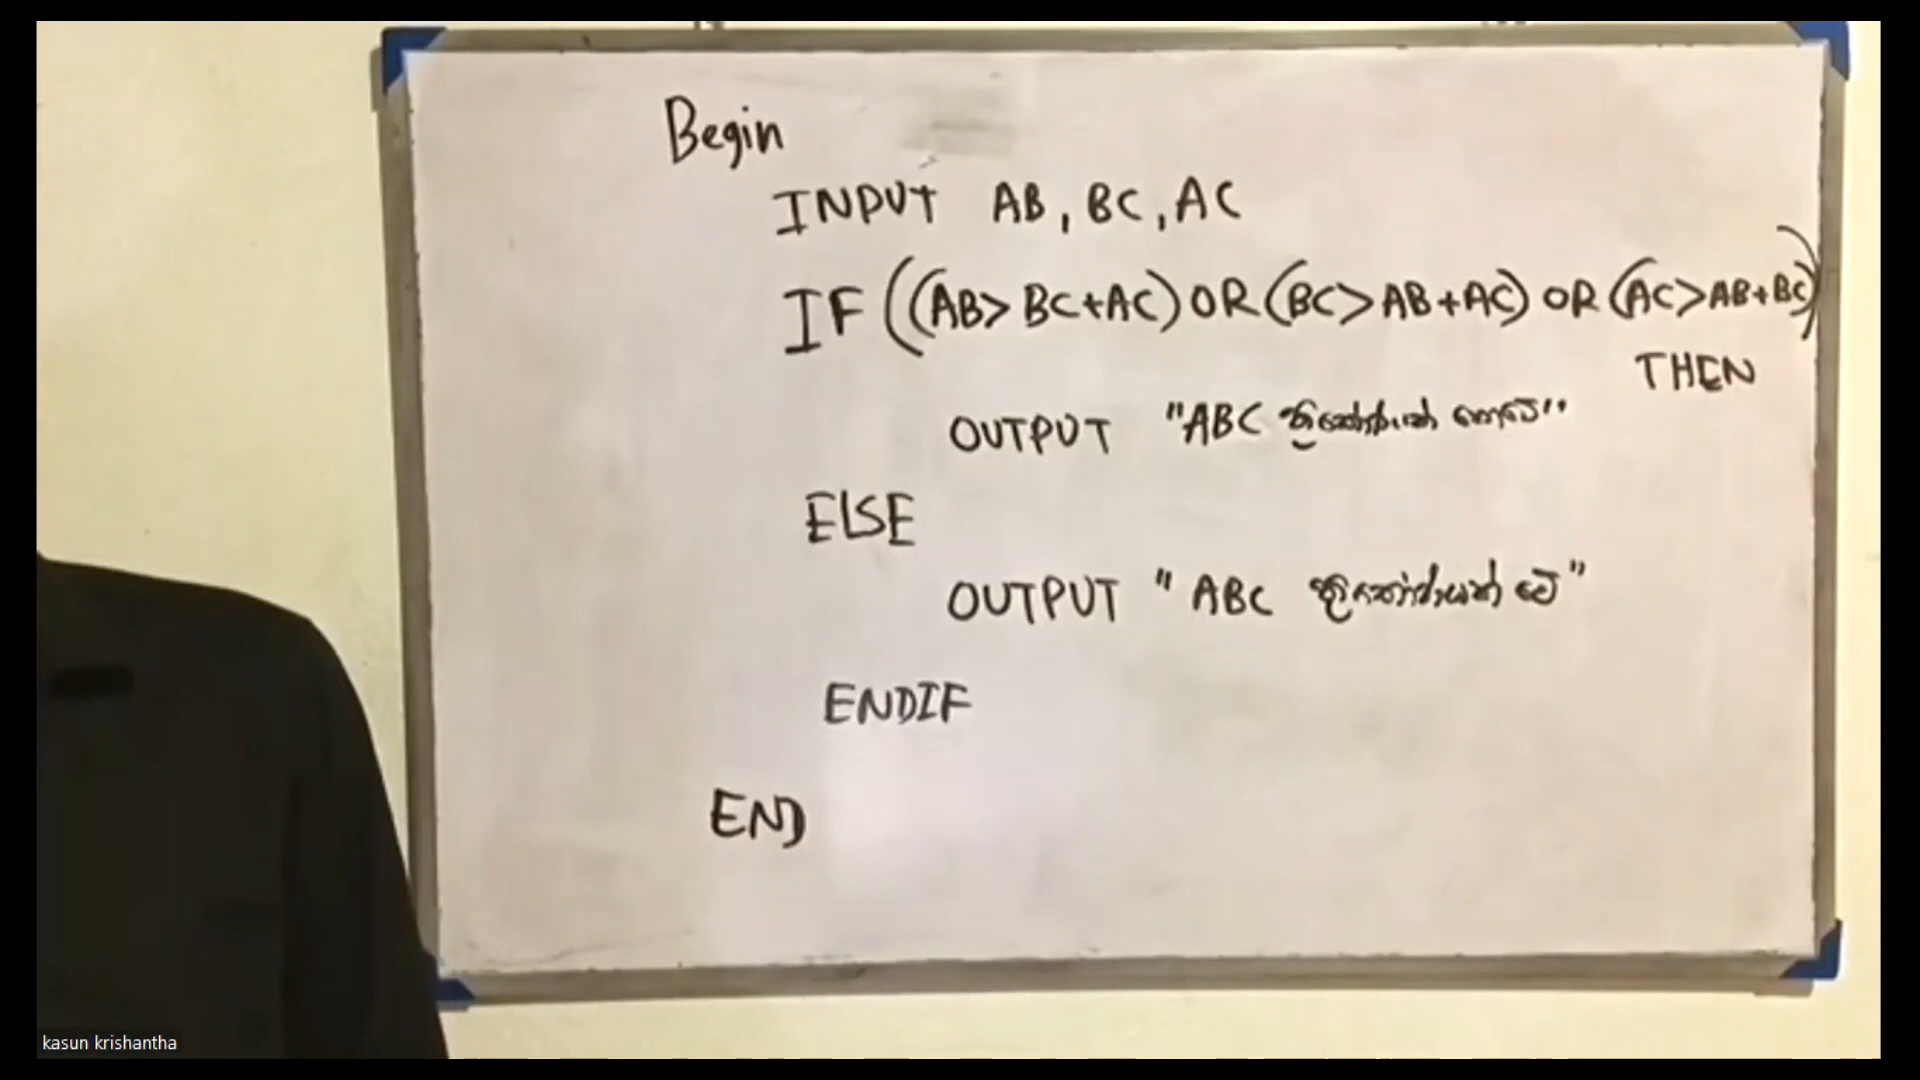 Begin
INPUT AB, BC, AC
IF ((AB> BC+AC) OR (BC> AB+AC) OR (AC>AB+BC))
THEN
OUTPUT "ABC ත්‍රිකෝණයක් නොවේ"
ELSE
OUTPUT "ABC ත්‍රිකෝණයක් වේ"
ENDIF
END
kasun krishantha